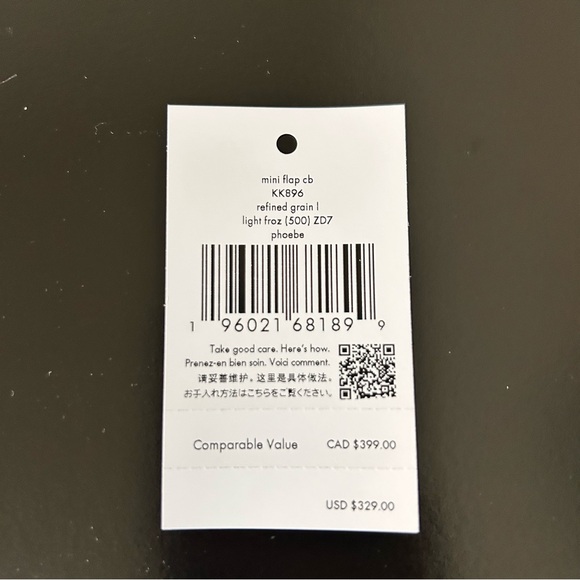 mini flap cb
KK896
refined grain l
light froz (500) ZD7
phoebe
1 96021 68189 9
Take good care. Here's how.
Prenez-en bien soin. Voici comment.
请妥善维护。这里是具体做法。
お手入れ方法はこちらをご覧ください。
Comparable Value CAD $399.00
USD $329.00